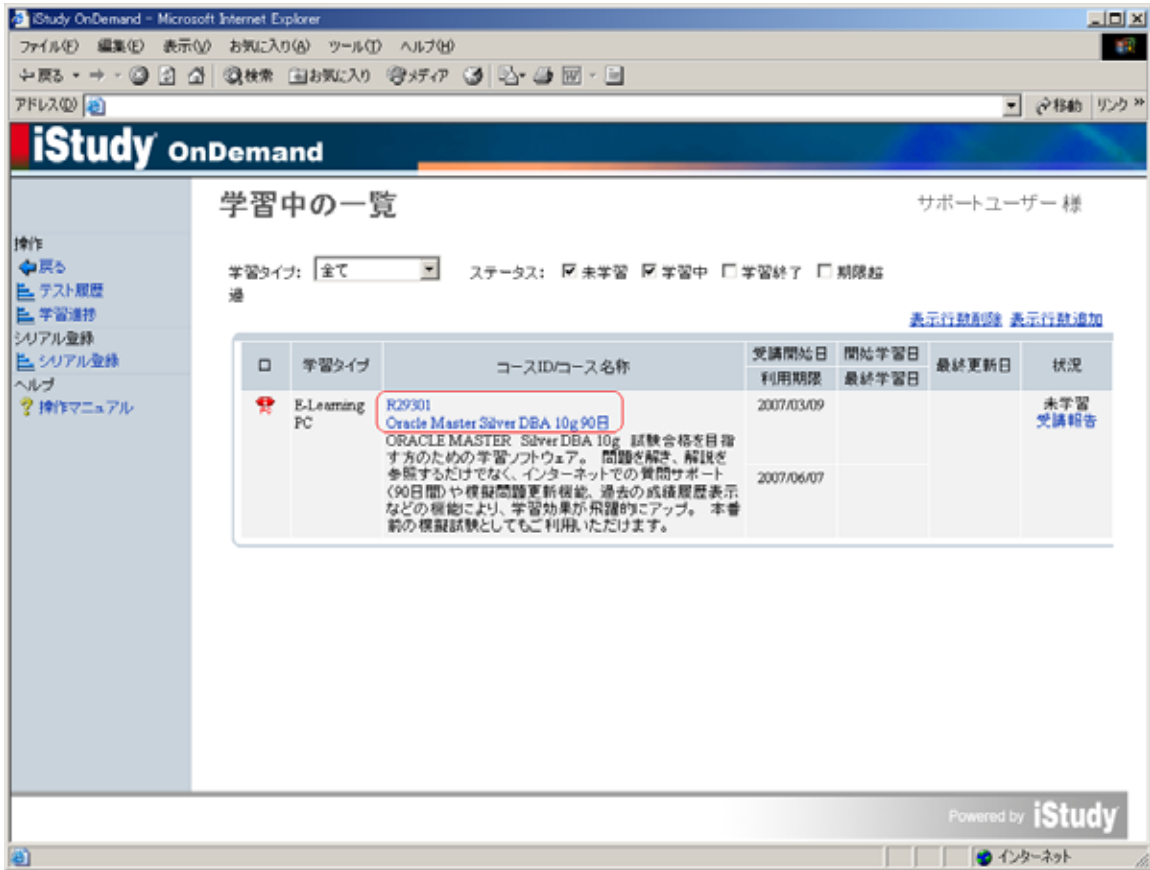 iStudy OnDemand - Microsoft Internet Explorer
ファイル(F) 編集(E) 表示(V) お気に入り(A) ツール(T) ヘルプ(H)
戻る 検索 お気に入り メディア
アドレス(D) 移動 リンク »
iStudy OnDemand
学習中の一覧
サポートユーザー 様
操作
戻る
テスト履歴
学習進捗
シリアル登録
シリアル登録
ヘルプ
? 操作マニュアル
学習タイプ: 全て ステータス: 未学習 学習中 学習終了 期限超
過
表示行数削除 表示行数追加
ロ 学習タイプ コースID/コース名称 受講開始日 開始学習日 最終更新日 状況
利用期限 最終学習日
E-Learning R29301 2007/03/09 未学習
PC Oracle Master Silver DBA 10g 90日 受講報告
ORACLE MASTER Silver DBA 10g 試験合格を目指
す方のための学習ソフトウェア。 問題を解き、解説を
参照するだけでなく、インターネットでの質問サポート
(90日間)や模擬問題更新機能、過去の成績履歴表示 2007/06/07
などの機能により、学習効果が飛躍的にアップ。 本番
前の模擬試験としてもご利用いただけます。
Powered by iStudy
インターネット